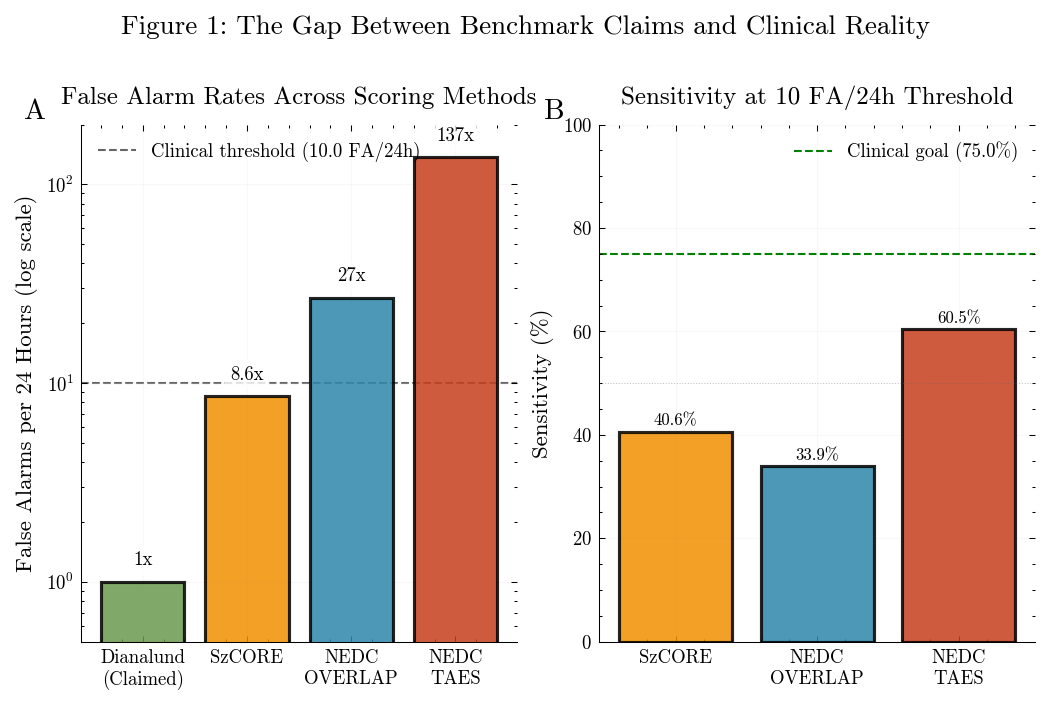 Figure 1: The Gap Between Benchmark Claims and Clinical Reality
A
False Alarm Rates Across Scoring Methods
False Alarms per 24 Hours (log scale)
10²
10¹
10⁰
Clinical threshold (10.0 FA/24h)
1x
8.6x
27x
137x
Dianalund
(Claimed)
SzCORE
NEDC
OVERLAP
NEDC
TAES
B
Sensitivity at 10 FA/24h Threshold
Sensitivity (%)
100
80
60
40
20
0
Clinical goal (75.0%)
40.6%
33.9%
60.5%
SzCORE
NEDC
OVERLAP
NEDC
TAES